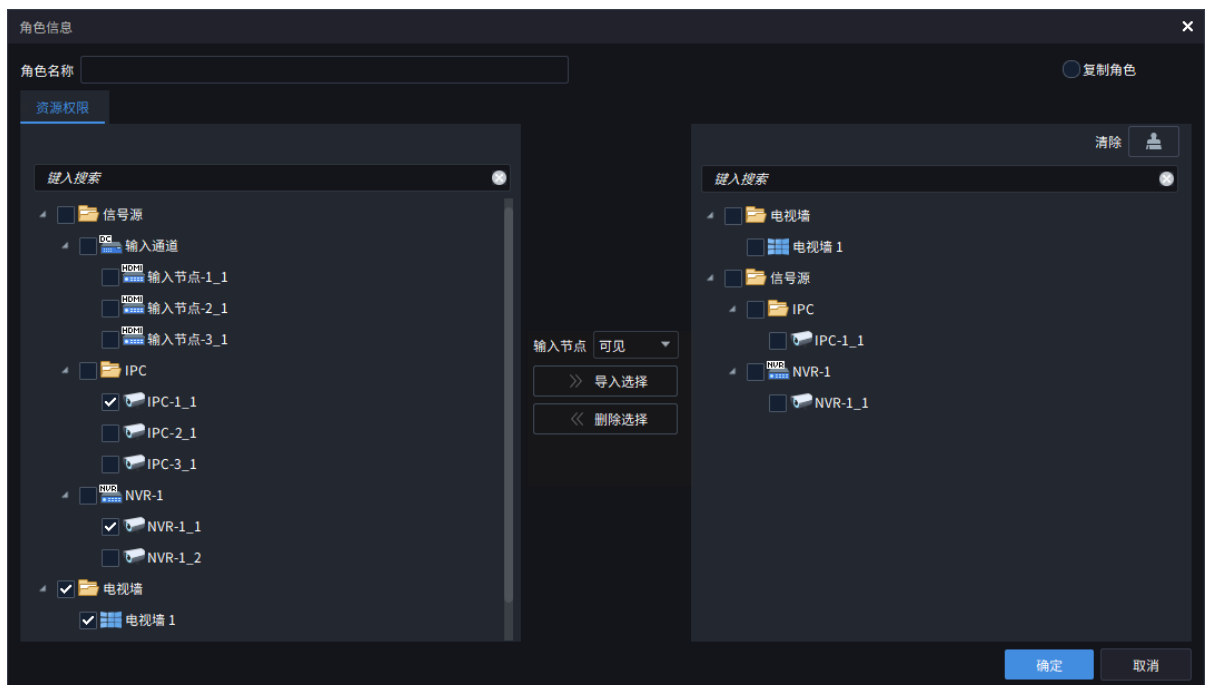 角色信息
角色名称
复制角色
资源权限
清除
键入搜索
信号源
DC 输入通道
HDMI 输入节点-1_1
HDMI 输入节点-2_1
HDMI 输入节点-3_1
IPC
IPC-1_1
IPC-2_1
IPC-3_1
NVR NVR-1
NVR-1_1
NVR-1_2
电视墙
电视墙 1
输入节点 可见
导入选择
删除选择
键入搜索
电视墙
电视墙 1
信号源
IPC
IPC-1_1
NVR NVR-1
NVR-1_1
确定
取消